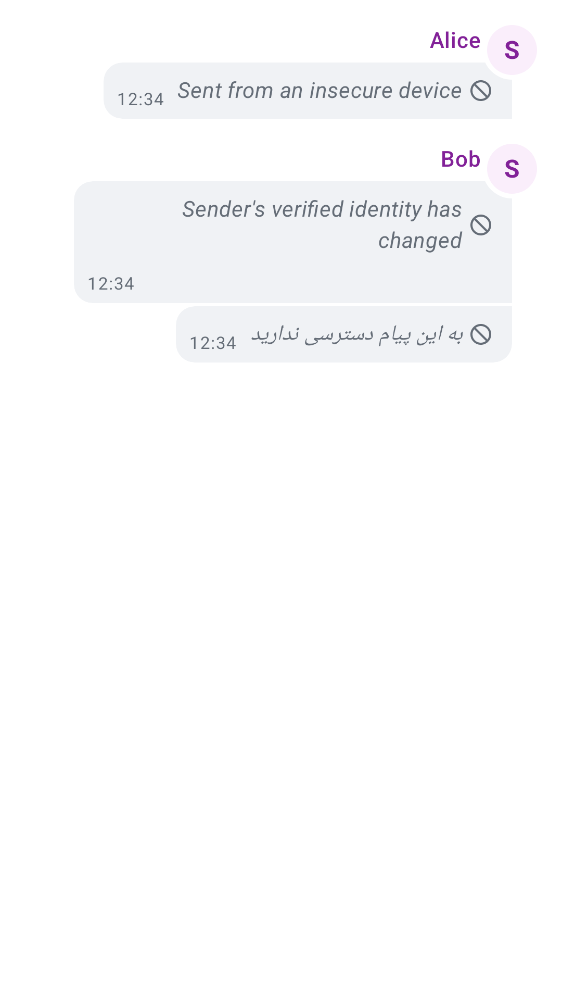 Alice
S
Sent from an insecure device
12:34
Bob
S
Sender's verified identity has
changed
12:34
به این پیام دسترسی ندارید
12:34